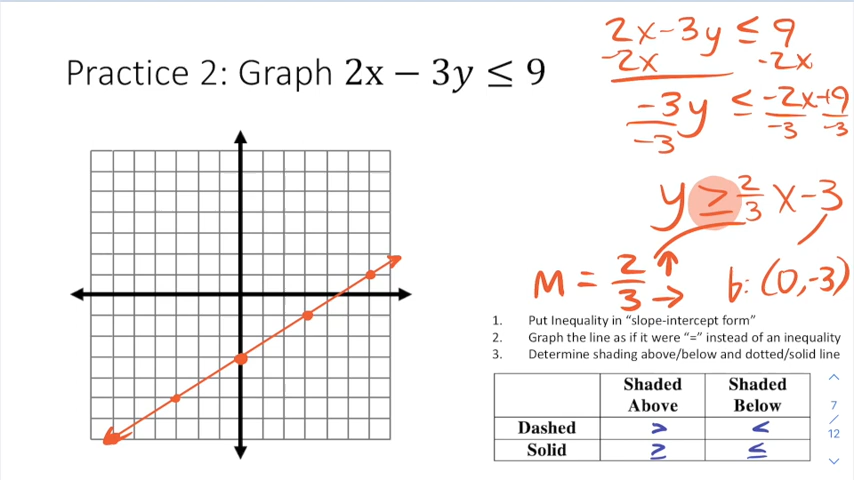 Practice 2: Graph 2x − 3y ≤ 9
2x-3y ≤ 9
-2x -2x
-3y ≤ -2x+9
-3 -3 -3
y ≥ 2/3 x-3
M = 2/3 ↑ → b: (0,-3)
1. Put Inequality in “slope-intercept form”
2. Graph the line as if it were “=” instead of an inequality
3. Determine shading above/below and dotted/solid line
Shaded Above Shaded Below
Dashed > <
Solid ≥ ≤
7
/
12